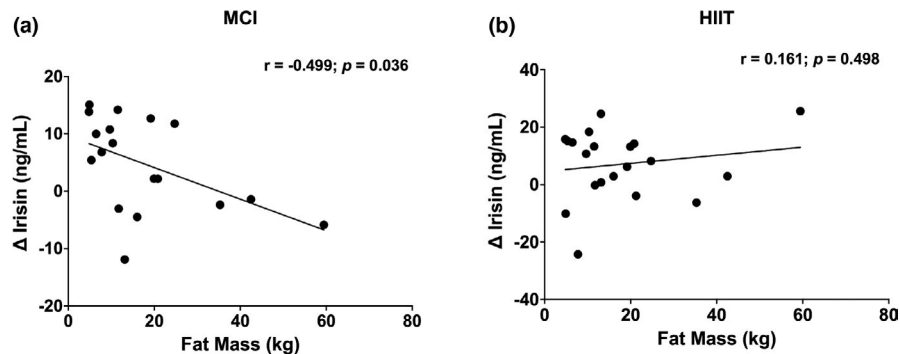 (a)
MCI
r = -0.499; p = 0.036
Δ Irisin (ng/mL)
20
10
0
-10
-20
0 20 40 60 80
Fat Mass (kg)
(b)
HIIT
r = 0.161; p = 0.498
Δ Irisin (ng/mL)
40
20
0
-20
-40
0 20 40 60 80
Fat Mass (kg)